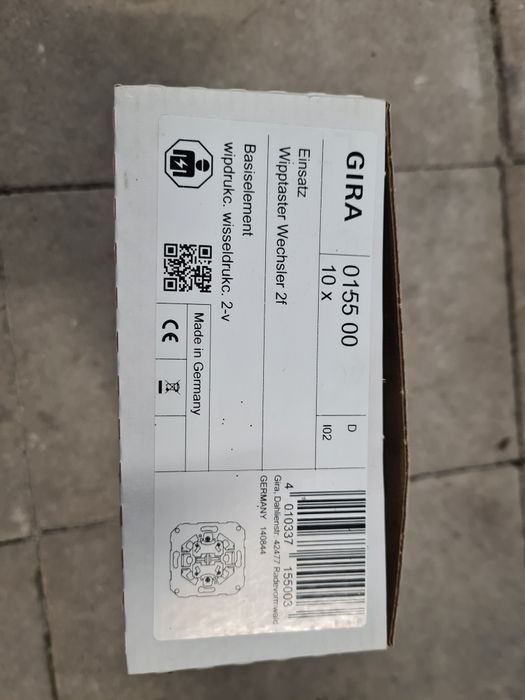 GIRA
0155 00
10 x
D
I02
Einsatz
Wipptaster Wechsler 2f
Basiselement
wipdrukc. wisseldrukc. 2-v
Made in Germany
CE
4 010337 155003
Gira, Dahlienstr. 42477 Radevormwald
GERMANY 140844